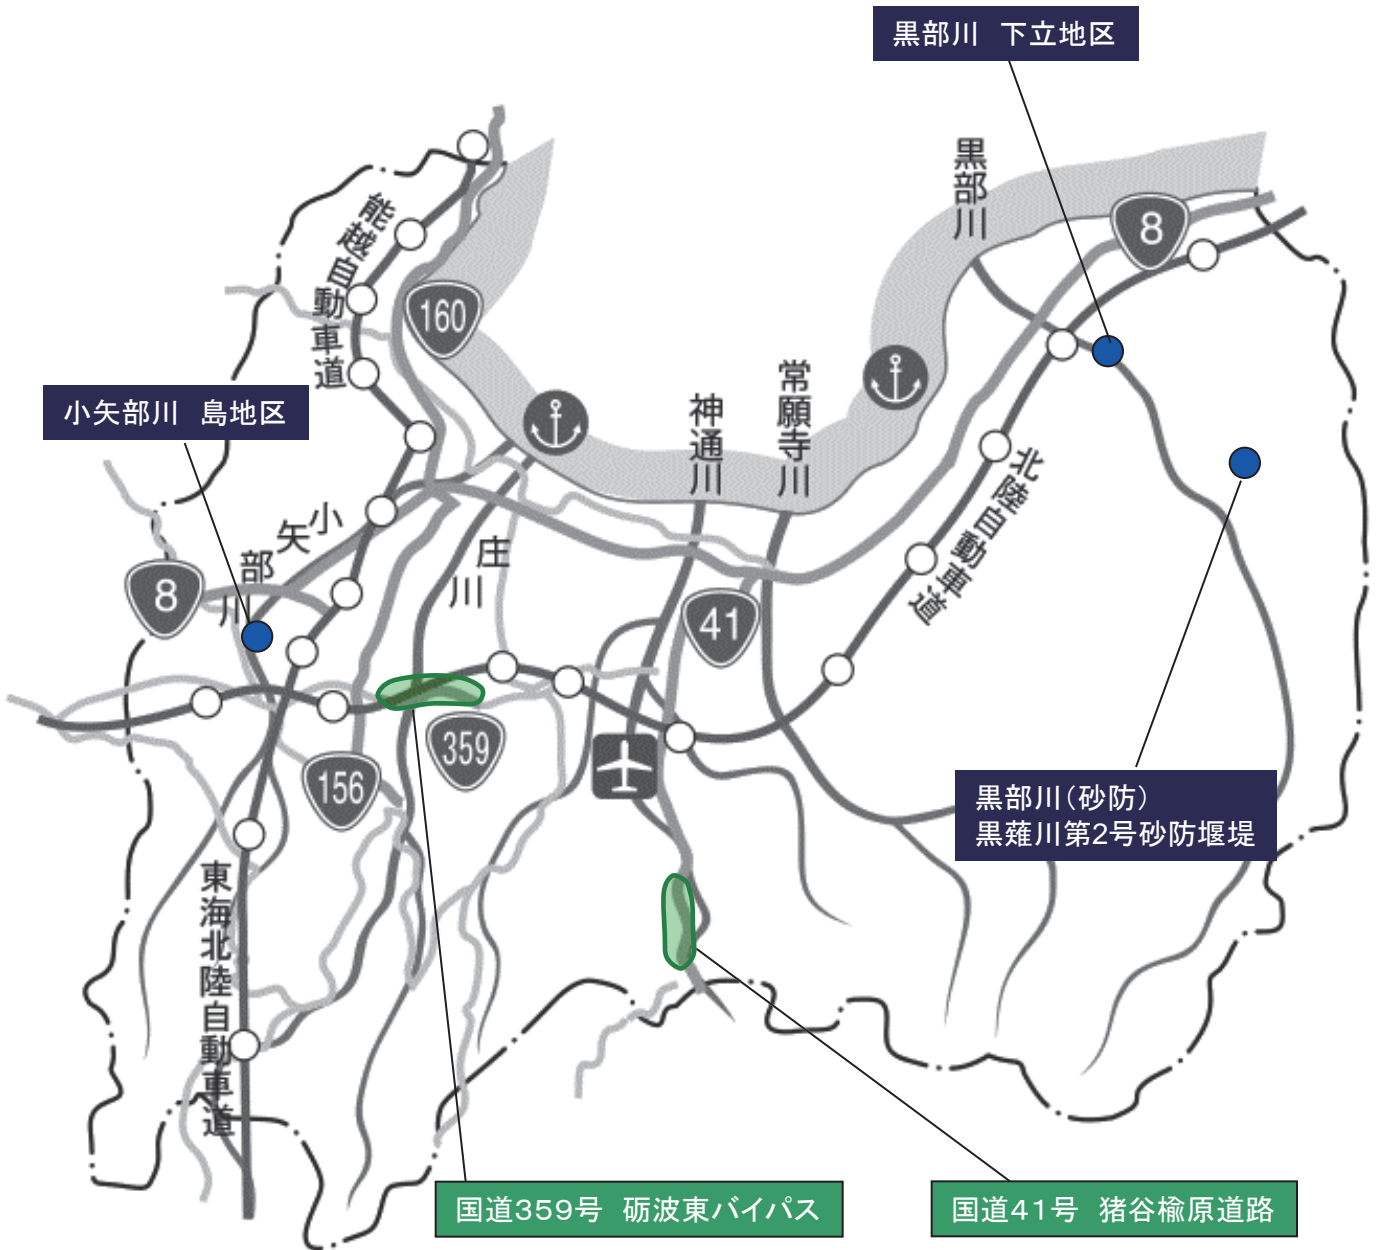 黒部川　下立地区
黒部川
能越自動車道
8
160
常願寺川
神通川
小矢部川　島地区
北陸自動車道
小矢部川
庄川
8
41
359
156
黒部川（砂防）
黒薙川第2号砂防堰堤
東海北陸自動車道
国道359号　砺波東バイパス
国道41号　猪谷楡原道路